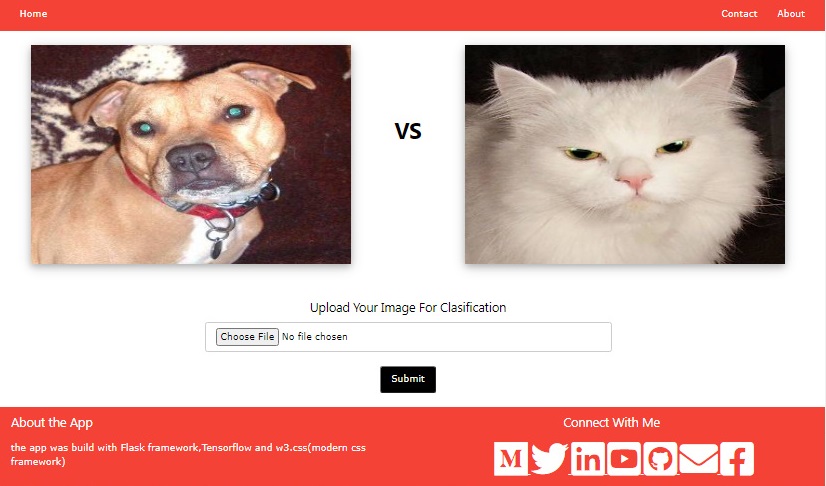 Home
Contact
About
VS
Upload Your Image For Clasification
Choose File No file chosen
Submit
About the App
the app was build with Flask framework,Tensorflow and w3.css(modern css
framework)
Connect With Me